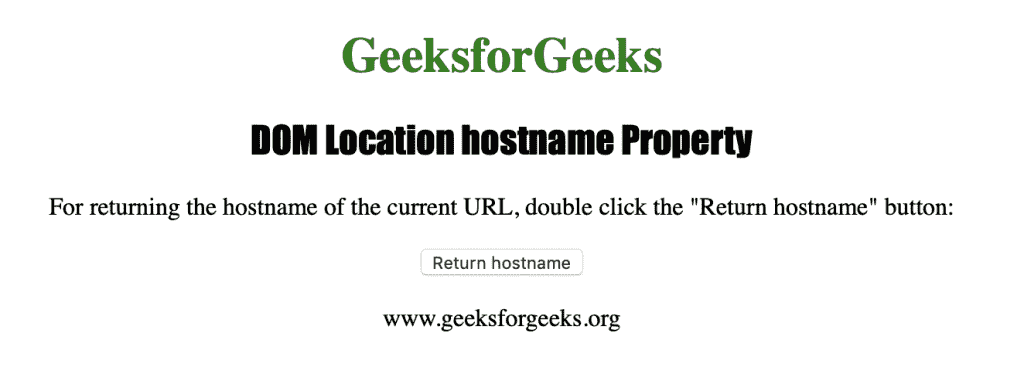 GeeksforGeeks
DOM Location hostname Property
For returning the hostname of the current URL, double click the "Return hostname" button:
Return hostname
www.geeksforgeeks.org